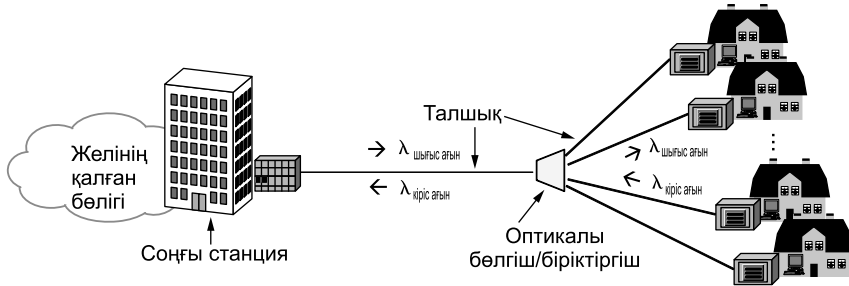 Желінің
қалған
бөлігі
Соңғы станция
Талшық
→ λ шығыс ағын
← λ кіріс ағын
Оптикалы
бөлгіш/біріктіргіш
→ λ шығыс ағын
← λ кіріс ағын